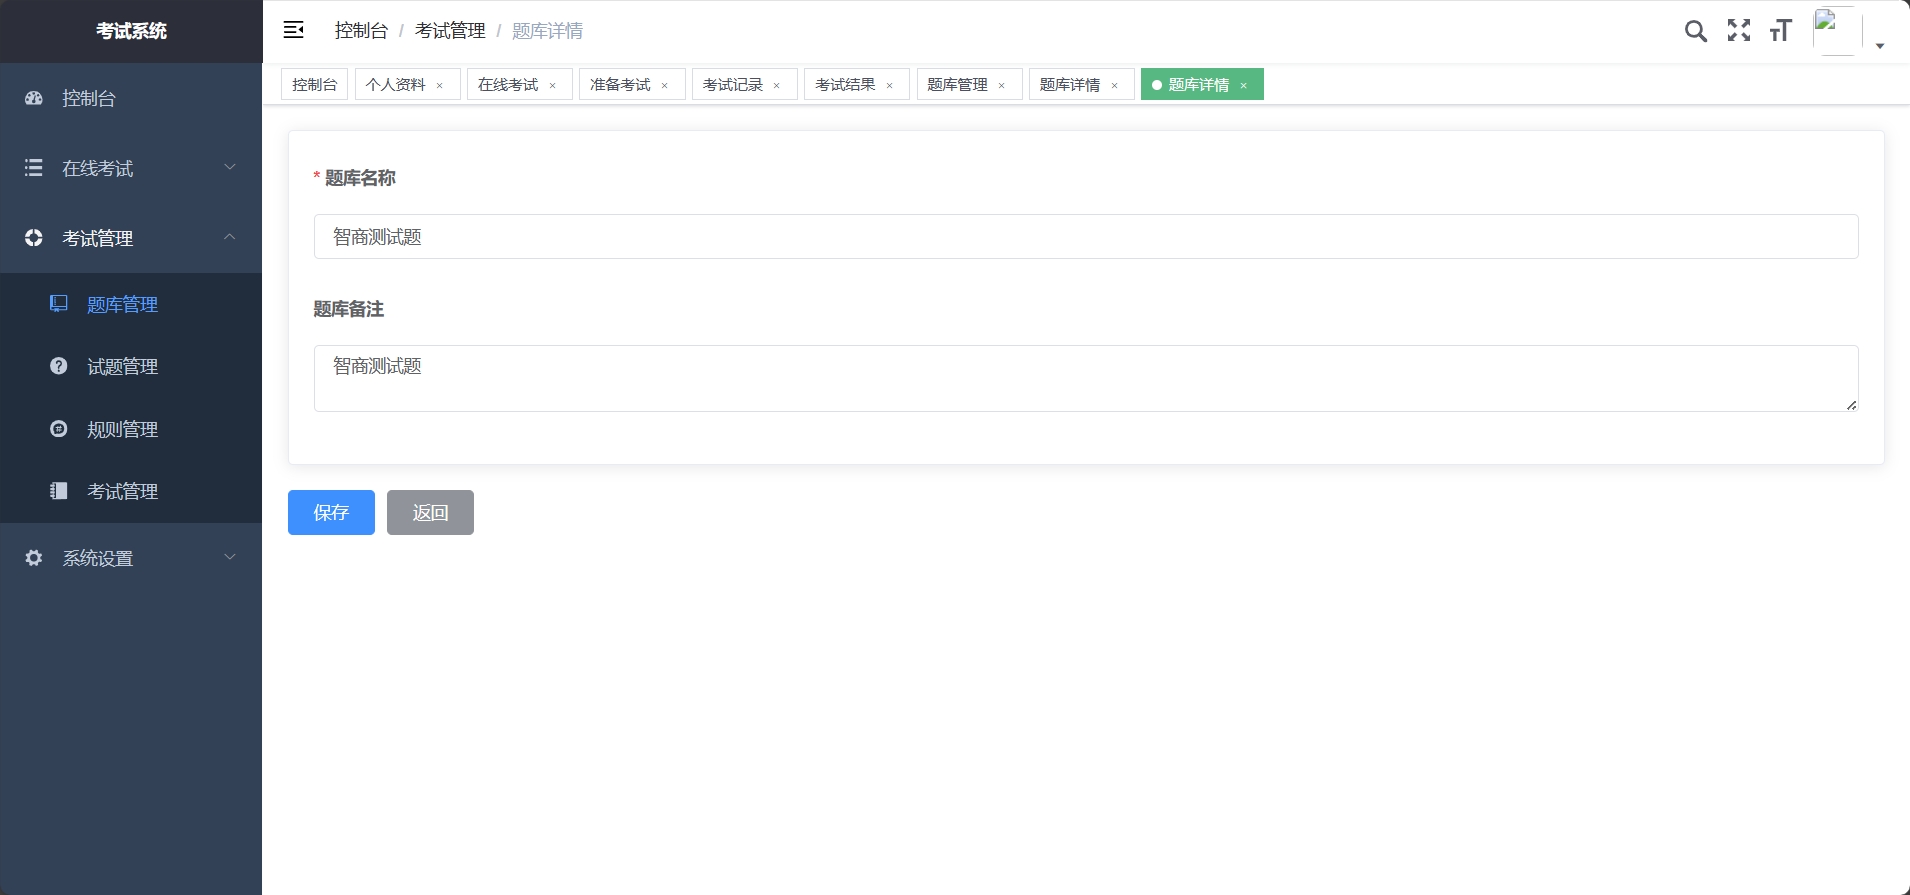 考试系统
控制台 / 考试管理 / 题库详情
控制台 个人资料 × 在线考试 × 准备考试 × 考试记录 × 考试结果 × 题库管理 × 题库详情 × 题库详情 ×
控制台
在线考试
考试管理
题库管理
试题管理
规则管理
考试管理
系统设置
* 题库名称
智商测试题
题库备注
智商测试题
保存 返回